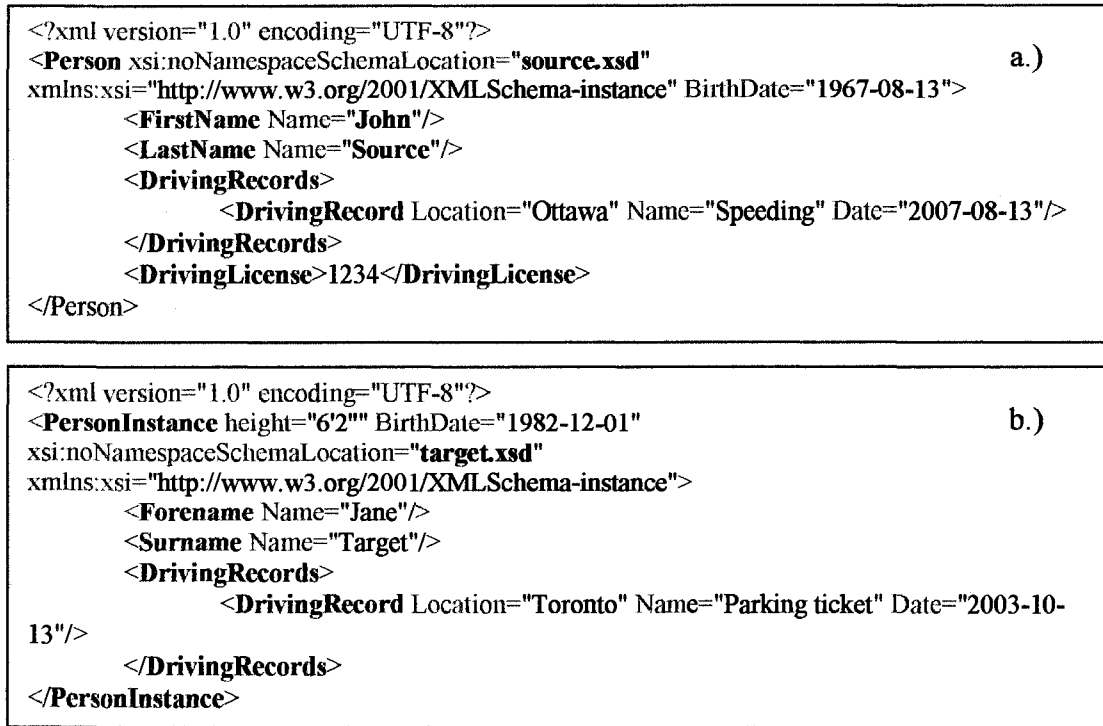 <?xml version="1.0" encoding="UTF-8"?>
<Person xsi:noNamespaceSchemaLocation="source.xsd" a.)
xmlns:xsi="http://www.w3.org/2001/XMLSchema-instance" BirthDate="1967-08-13">
<FirstName Name="John"/>
<LastName Name="Source"/>
<DrivingRecords>
<DrivingRecord Location="Ottawa" Name="Speeding" Date="2007-08-13"/>
</DrivingRecords>
<DrivingLicense>1234</DrivingLicense>
</Person>
<?xml version="1.0" encoding="UTF-8"?>
<PersonInstance height="6'2"" BirthDate="1982-12-01" b.)
xsi:noNamespaceSchemaLocation="target.xsd"
xmlns:xsi="http://www.w3.org/2001/XMLSchema-instance">
<Forename Name="Jane"/>
<Surname Name="Target"/>
<DrivingRecords>
<DrivingRecord Location="Toronto" Name="Parking ticket" Date="2003-10-
13"/>
</DrivingRecords>
</PersonInstance>